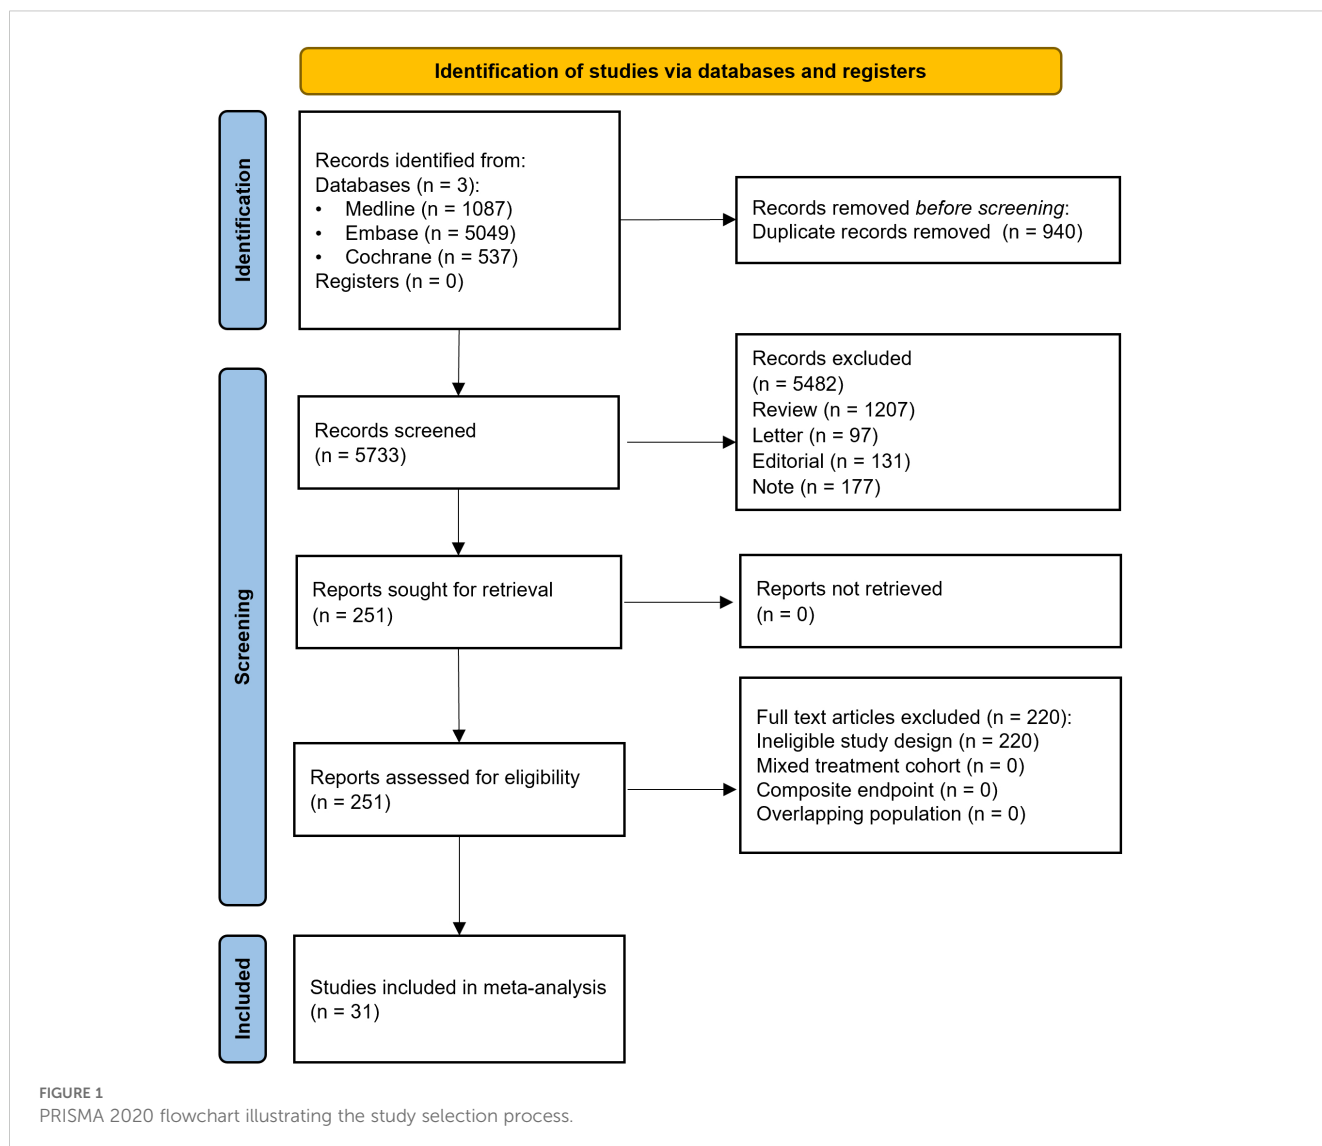 Identification of studies via databases and registers
Identification
Records identified from:
Databases (n = 3):
• Medline (n = 1087)
• Embase (n = 5049)
• Cochrane (n = 537)
Registers (n = 0)
Records removed before screening:
Duplicate records removed (n = 940)
Screening
Records screened
(n = 5733)
Records excluded
(n = 5482)
Review (n = 1207)
Letter (n = 97)
Editorial (n = 131)
Note (n = 177)
Reports sought for retrieval
(n = 251)
Reports not retrieved
(n = 0)
Reports assessed for eligibility
(n = 251)
Full text articles excluded (n = 220):
Ineligible study design (n = 220)
Mixed treatment cohort (n = 0)
Composite endpoint (n = 0)
Overlapping population (n = 0)
Included
Studies included in meta-analysis
(n = 31)
FIGURE 1
PRISMA 2020 flowchart illustrating the study selection process.